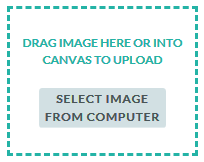 DRAG IMAGE HERE OR INTO
CANVAS TO UPLOAD
SELECT IMAGE
FROM COMPUTER